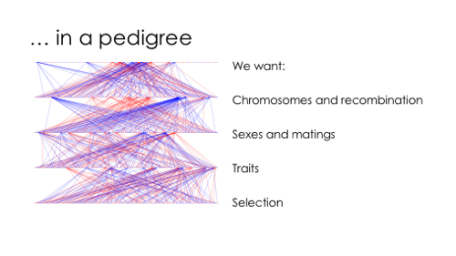 … in a pedigree
We want:
Chromosomes and recombination
Sexes and matings
Traits
Selection